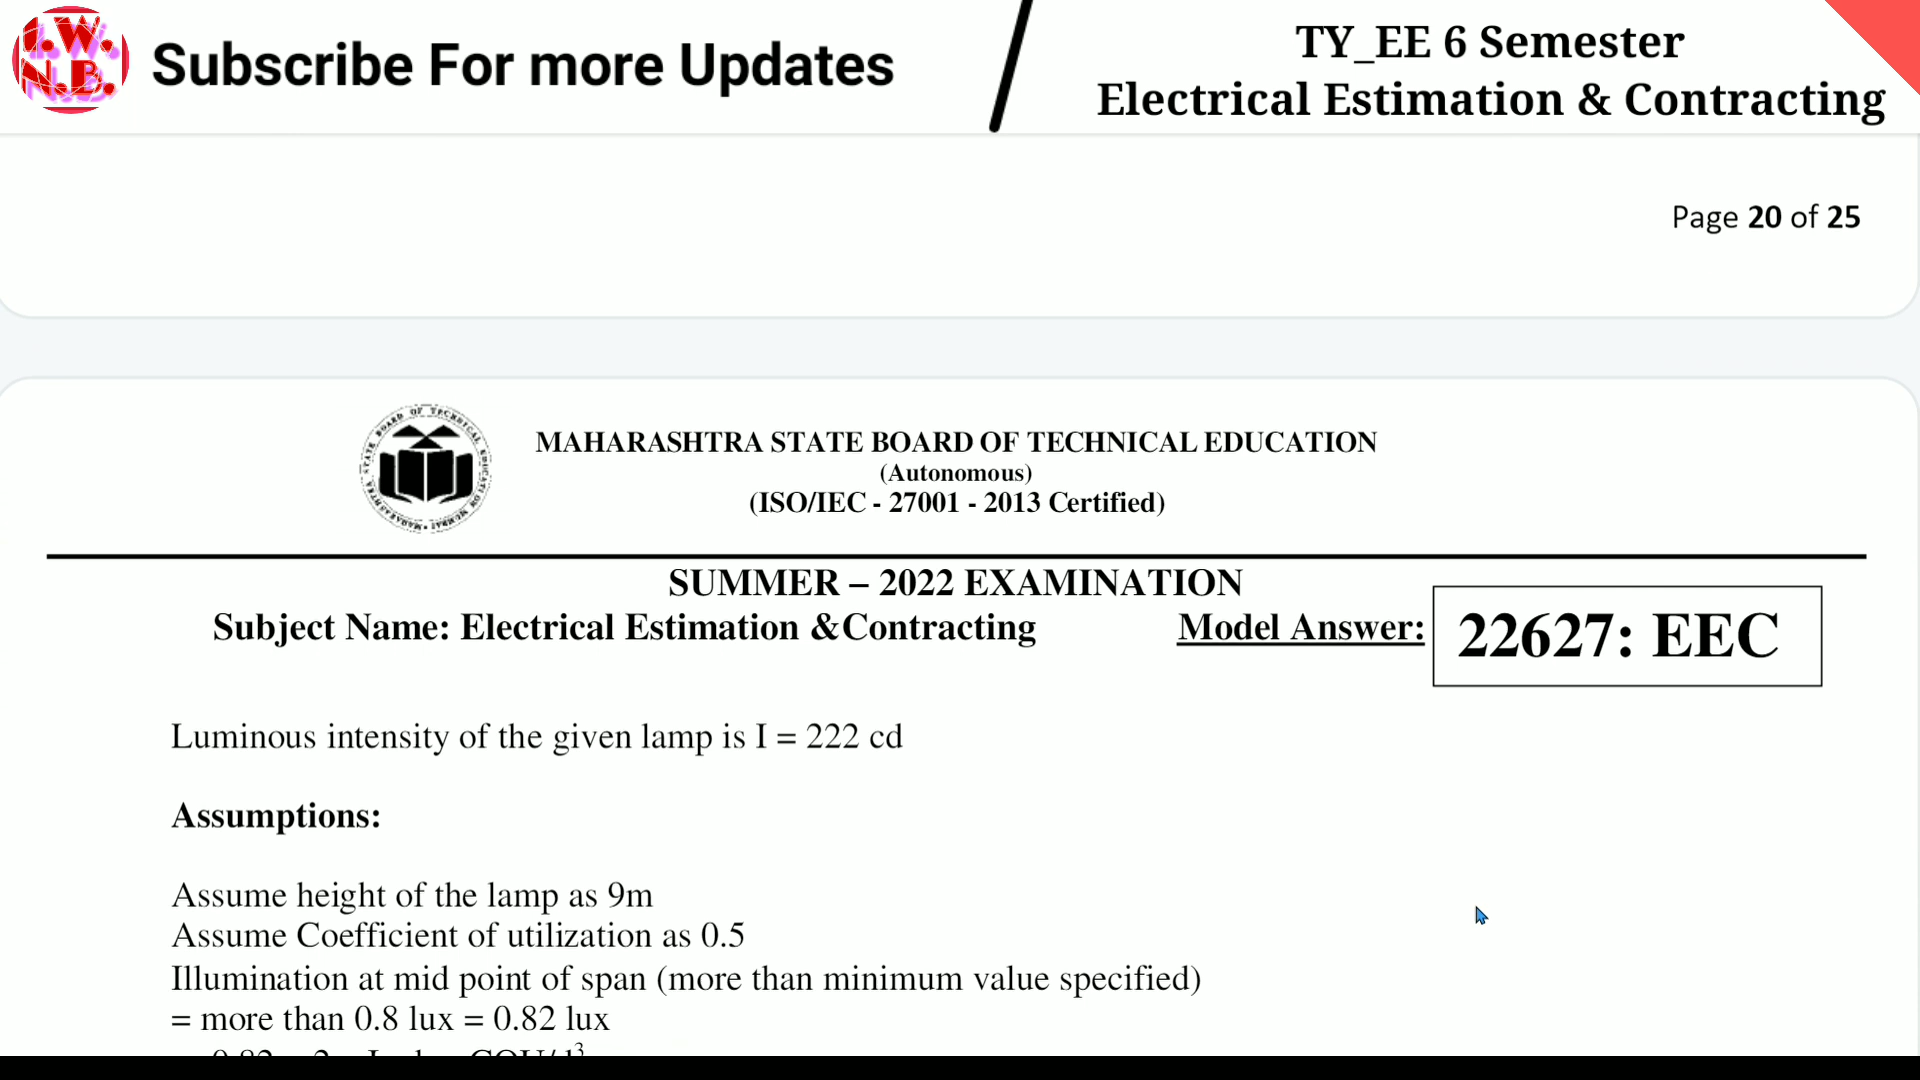 I.W.
N.B.
Subscribe For more Updates
TY_EE 6 Semester
Electrical Estimation & Contracting
Page 20 of 25
MAHARASHTRA STATE BOARD OF TECHNICAL EDUCATION
(Autonomous)
(ISO/IEC - 27001 - 2013 Certified)
SUMMER – 2022 EXAMINATION
Subject Name: Electrical Estimation &Contracting
Model Answer:
22627: EEC
Luminous intensity of the given lamp is I = 222 cd
Assumptions:
Assume height of the lamp as 9m
Assume Coefficient of utilization as 0.5
Illumination at mid point of span (more than minimum value specified)
= more than 0.8 lux = 0.82 lux